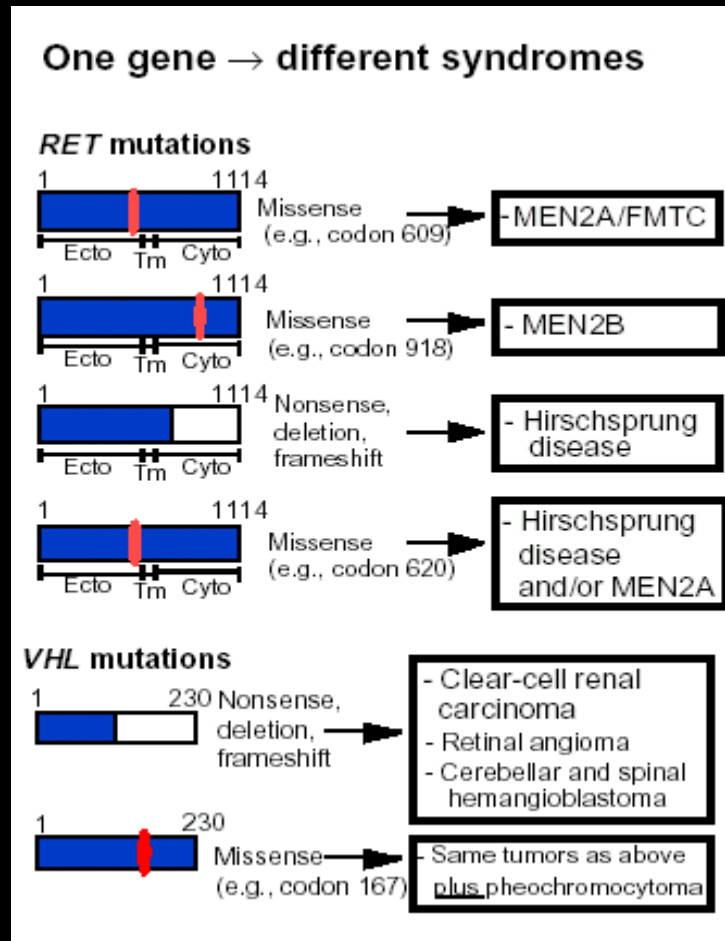 One gene → different syndromes
RET mutations
1 1114
Missense
(e.g., codon 609)
Ecto Tm Cyto
-MEN2A/FMTC
1 1114
Missense
(e.g., codon 918)
Ecto Tm Cyto
- MEN2B
1 1114
Nonsense,
deletion,
frameshift
Ecto Tm Cyto
- Hirschsprung
disease
1 1114
Missense
(e.g., codon 620)
Ecto Tm Cyto
- Hirschsprung
disease
and/or MEN2A
VHL mutations
1 230
Nonsense,
deletion,
frameshift
- Clear-cell renal
carcinoma
- Retinal angioma
- Cerebellar and spinal
hemangioblastoma
1 230
Missense
(e.g., codon 167)
- Same tumors as above
plus pheochromocytoma